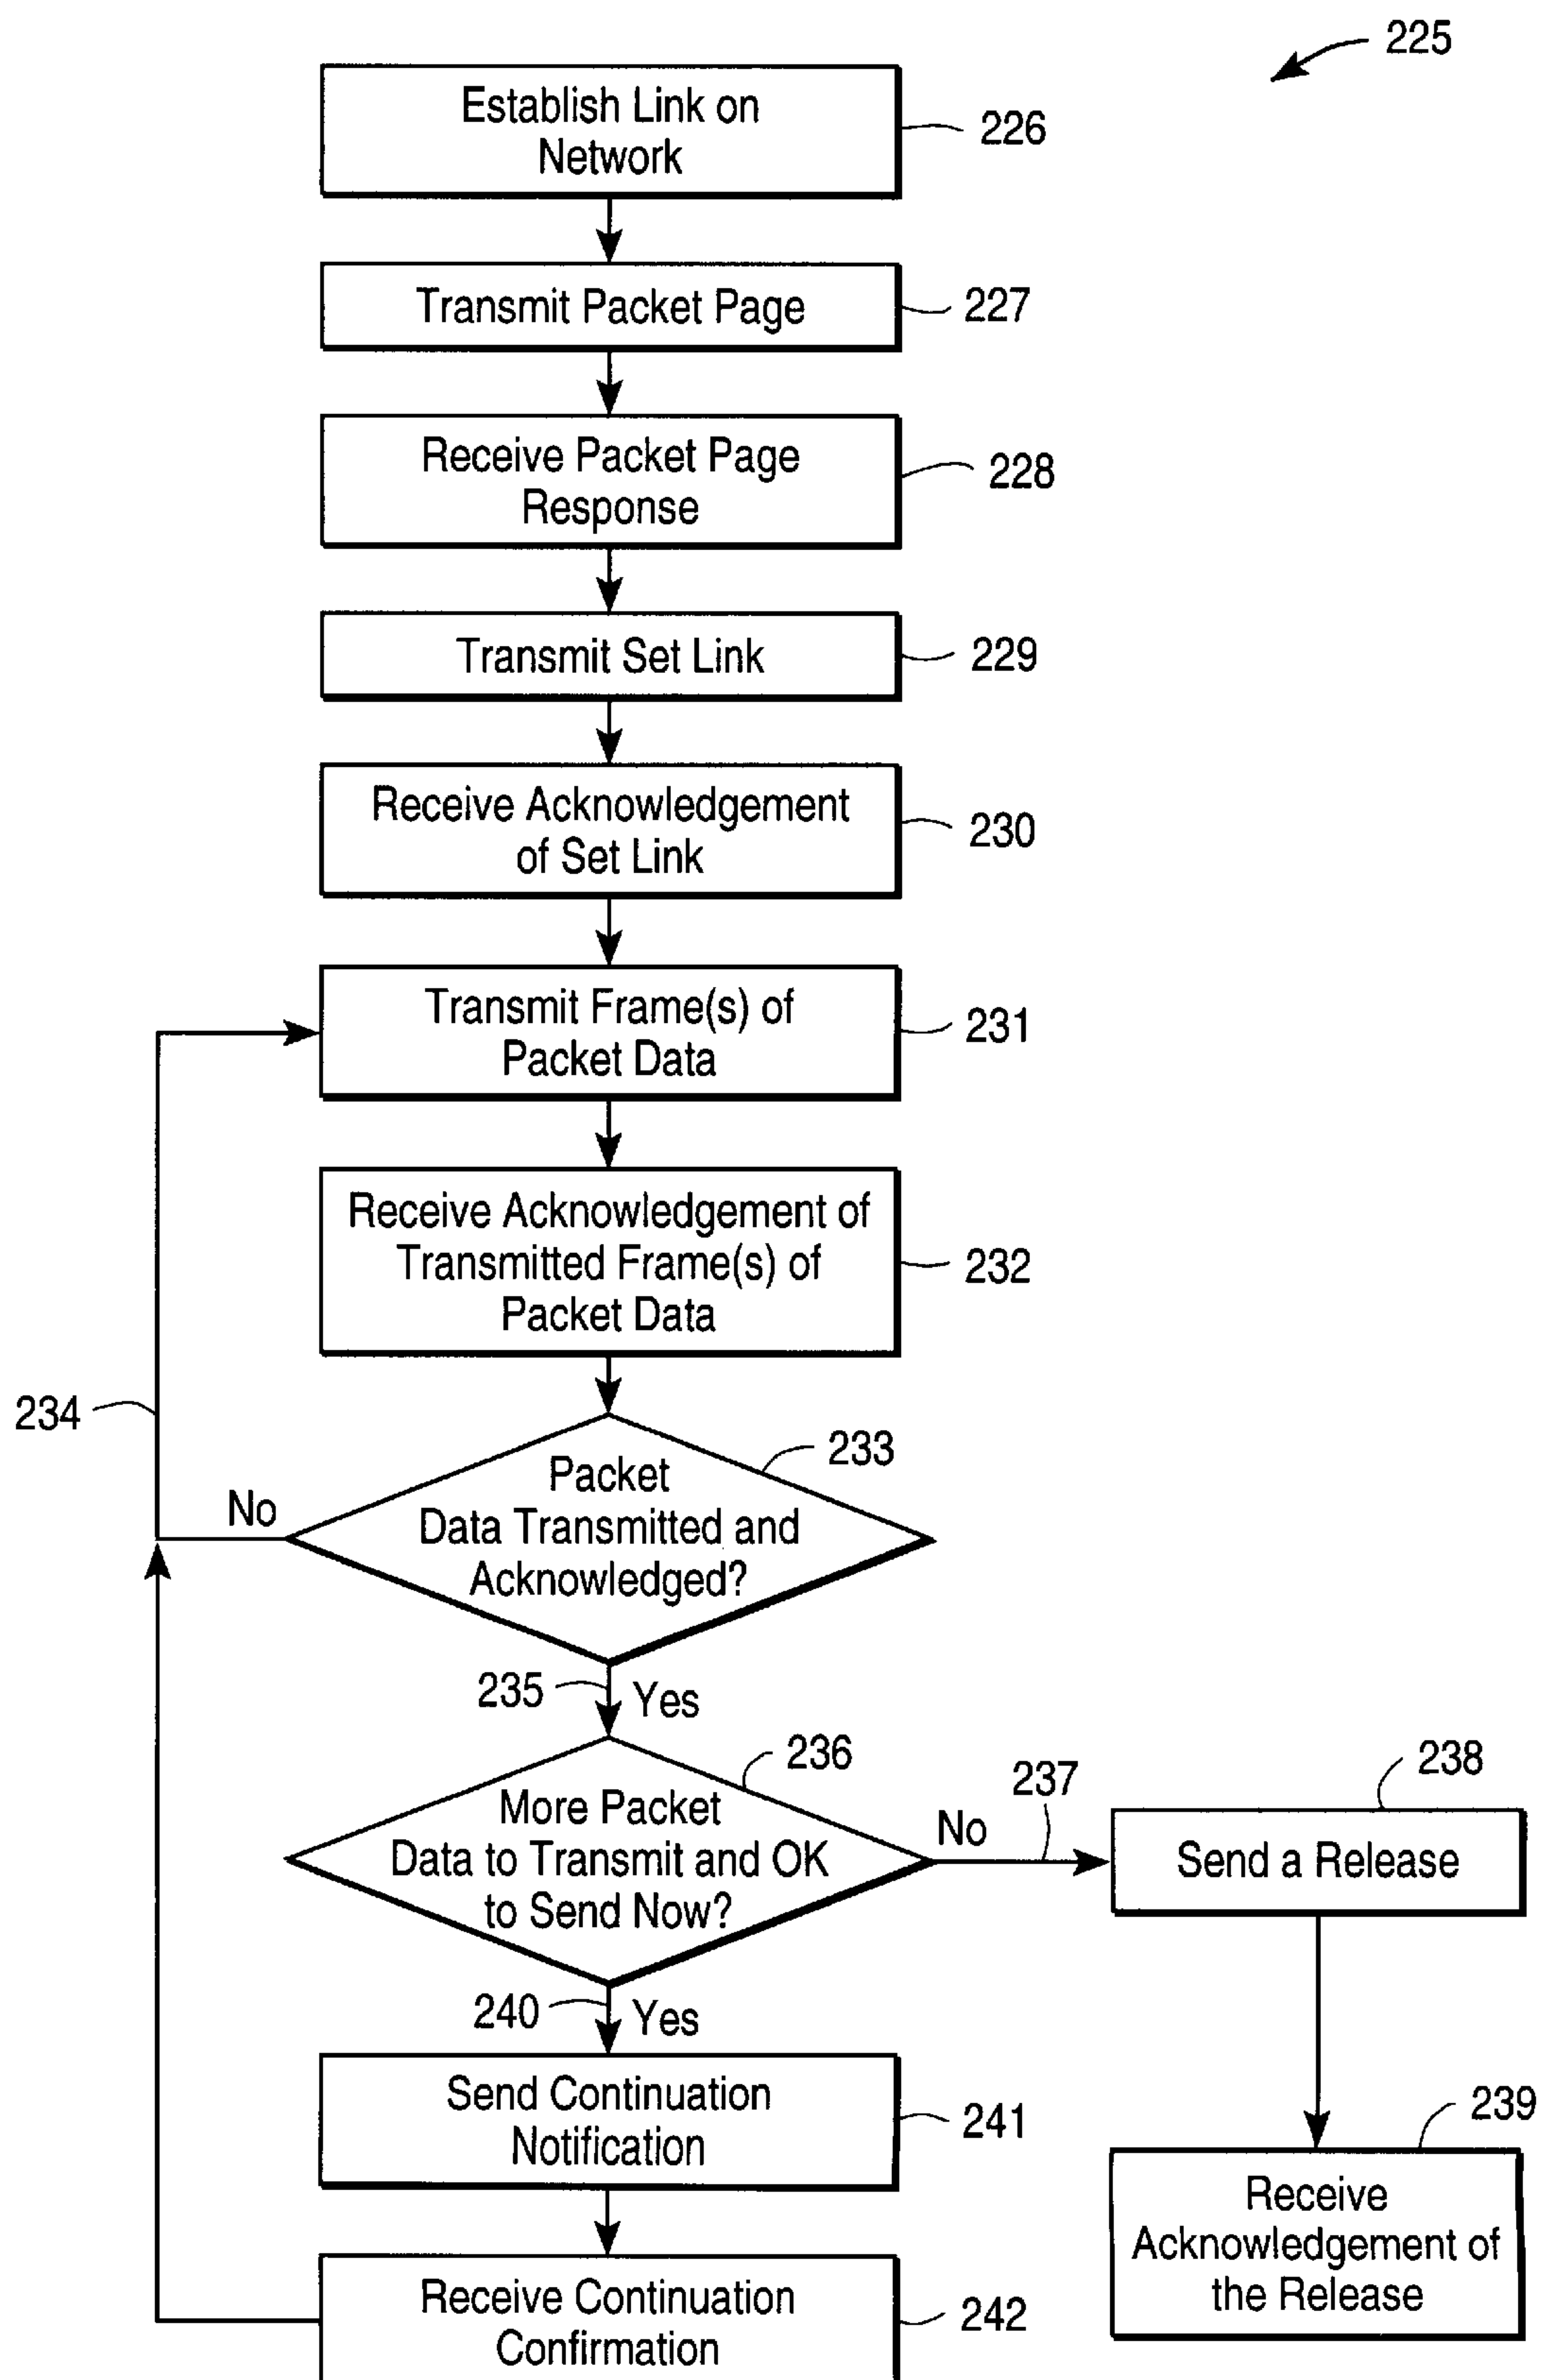 225
Establish Link on
Network
226
Transmit Packet Page
227
Receive Packet Page
Response
228
Transmit Set Link
229
Receive Acknowledgement
of Set Link
230
Transmit Frame(s) of
Packet Data
231
Receive Acknowledgement of
Transmitted Frame(s) of
Packet Data
232
234
233
No
Packet
Data Transmitted and
Acknowledged?
235
Yes
236
More Packet
Data to Transmit and OK
to Send Now?
No
237
238
Send a Release
240
Yes
Send Continuation
Notification
241
239
Receive
Acknowledgement of
the Release
Receive Continuation
Confirmation
242